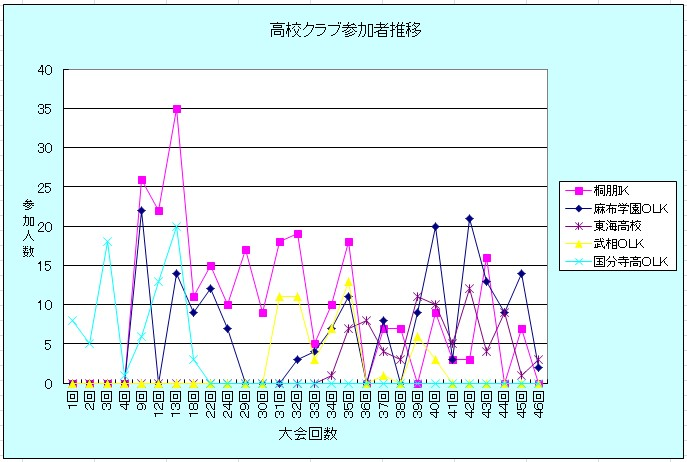 高校クラブ参加者推移
40
35
30
25
20
15
10
5
0
参加人数
1回
2回
3回
4回
9回
12回
13回
18回
22回
24回
29回
30回
31回
32回
33回
34回
35回
36回
37回
38回
39回
40回
41回
42回
43回
44回
45回
46回
大会回数
桐朋IK
麻布学園OLK
東海高校
武相OLK
国分寺高OLK